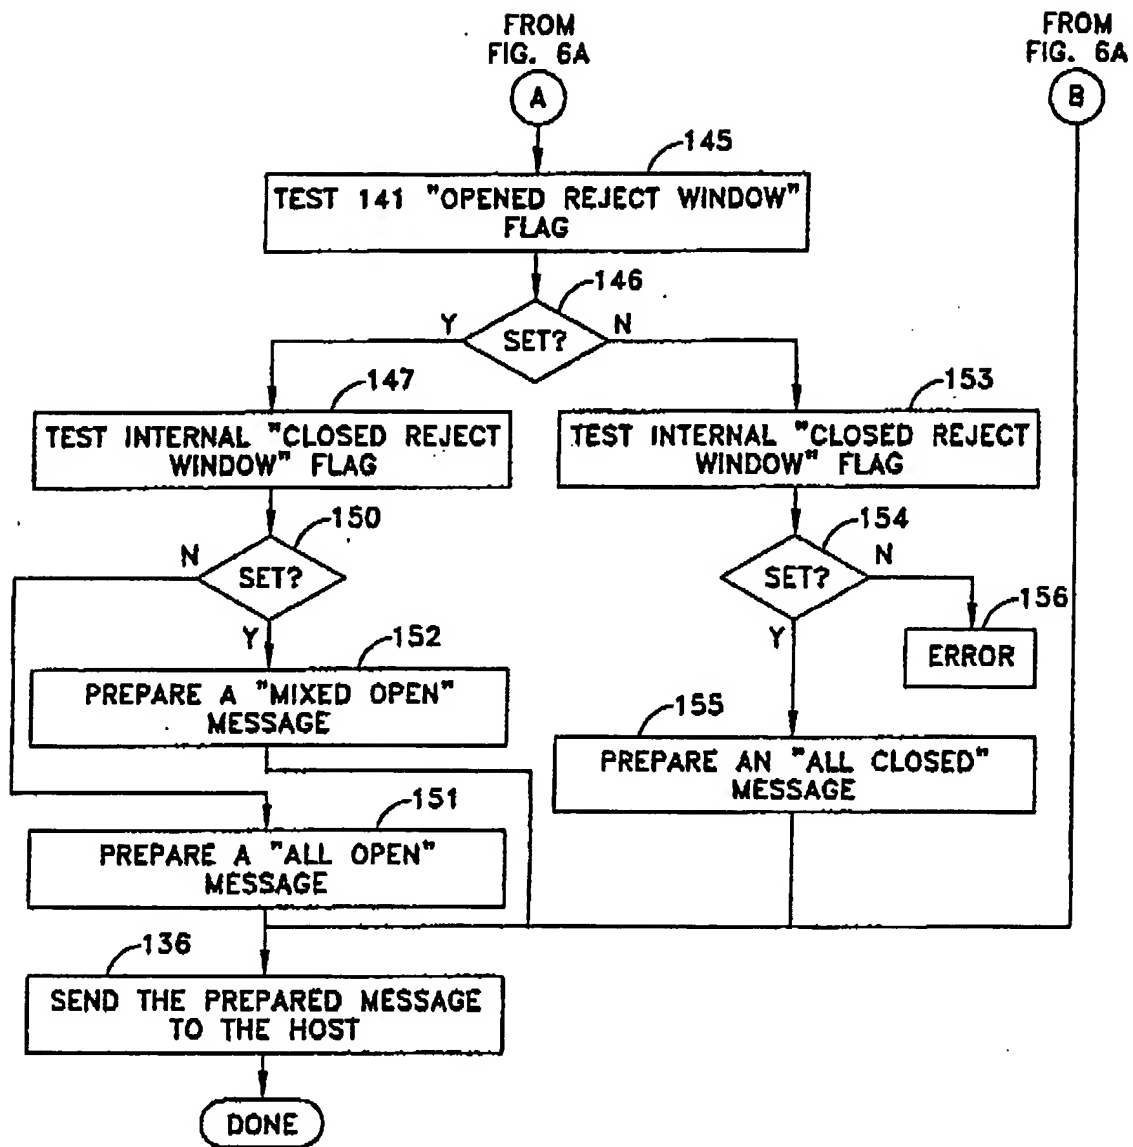 FROM
FIG. 6A
A
FROM
FIG. 6A
B
145
TEST 141 "OPENED REJECT WINDOW"
FLAG
146
Y
SET?
N
147
TEST INTERNAL "CLOSED REJECT
WINDOW" FLAG
153
TEST INTERNAL "CLOSED REJECT
WINDOW" FLAG
150
N
SET?
Y
154
SET?
N
Y
156
ERROR
152
PREPARE A "MIXED OPEN"
MESSAGE
155
PREPARE AN "ALL CLOSED"
MESSAGE
151
PREPARE A "ALL OPEN"
MESSAGE
136
SEND THE PREPARED MESSAGE
TO THE HOST
DONE